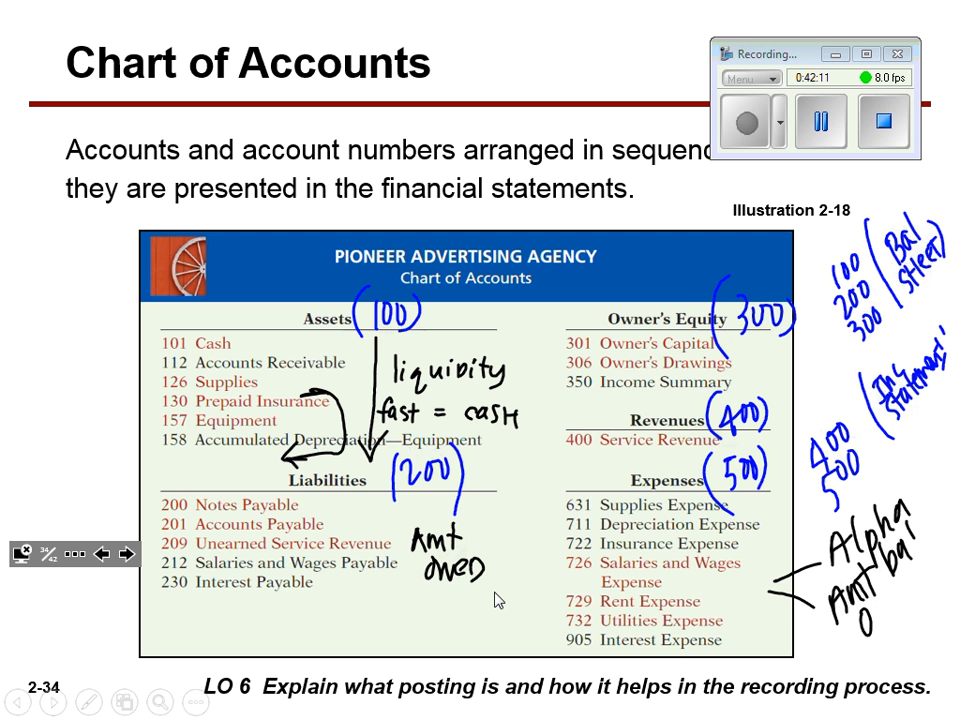 Chart of Accounts
Recording...
Menu
0:42:11
8.0 fps
Accounts and account numbers arranged in sequenc
they are presented in the financial statements.
Illustration 2-18
PIONEER ADVERTISING AGENCY
Chart of Accounts
Assets (100)
101 Cash
112 Accounts Receivable
126 Supplies
130 Prepaid Insurance
157 Equipment
158 Accumulated Depreciation—Equipment
liquidity
fast = cash
Liabilities (200)
200 Notes Payable
201 Accounts Payable
209 Unearned Service Revenue
212 Salaries and Wages Payable
230 Interest Payable
Amt
owed
Owner's Equity (300)
301 Owner's Capital
306 Owner's Drawings
350 Income Summary
Revenues (400)
400 Service Revenue
Expenses (500)
631 Supplies Expense
711 Depreciation Expense
722 Insurance Expense
726 Salaries and Wages
Expense
729 Rent Expense
732 Utilities Expense
905 Interest Expense
100
200
300
(Bal
sheet)
400
500
statement
Alpha
Amt bal
34/42
2-34
LO 6 Explain what posting is and how it helps in the recording process.